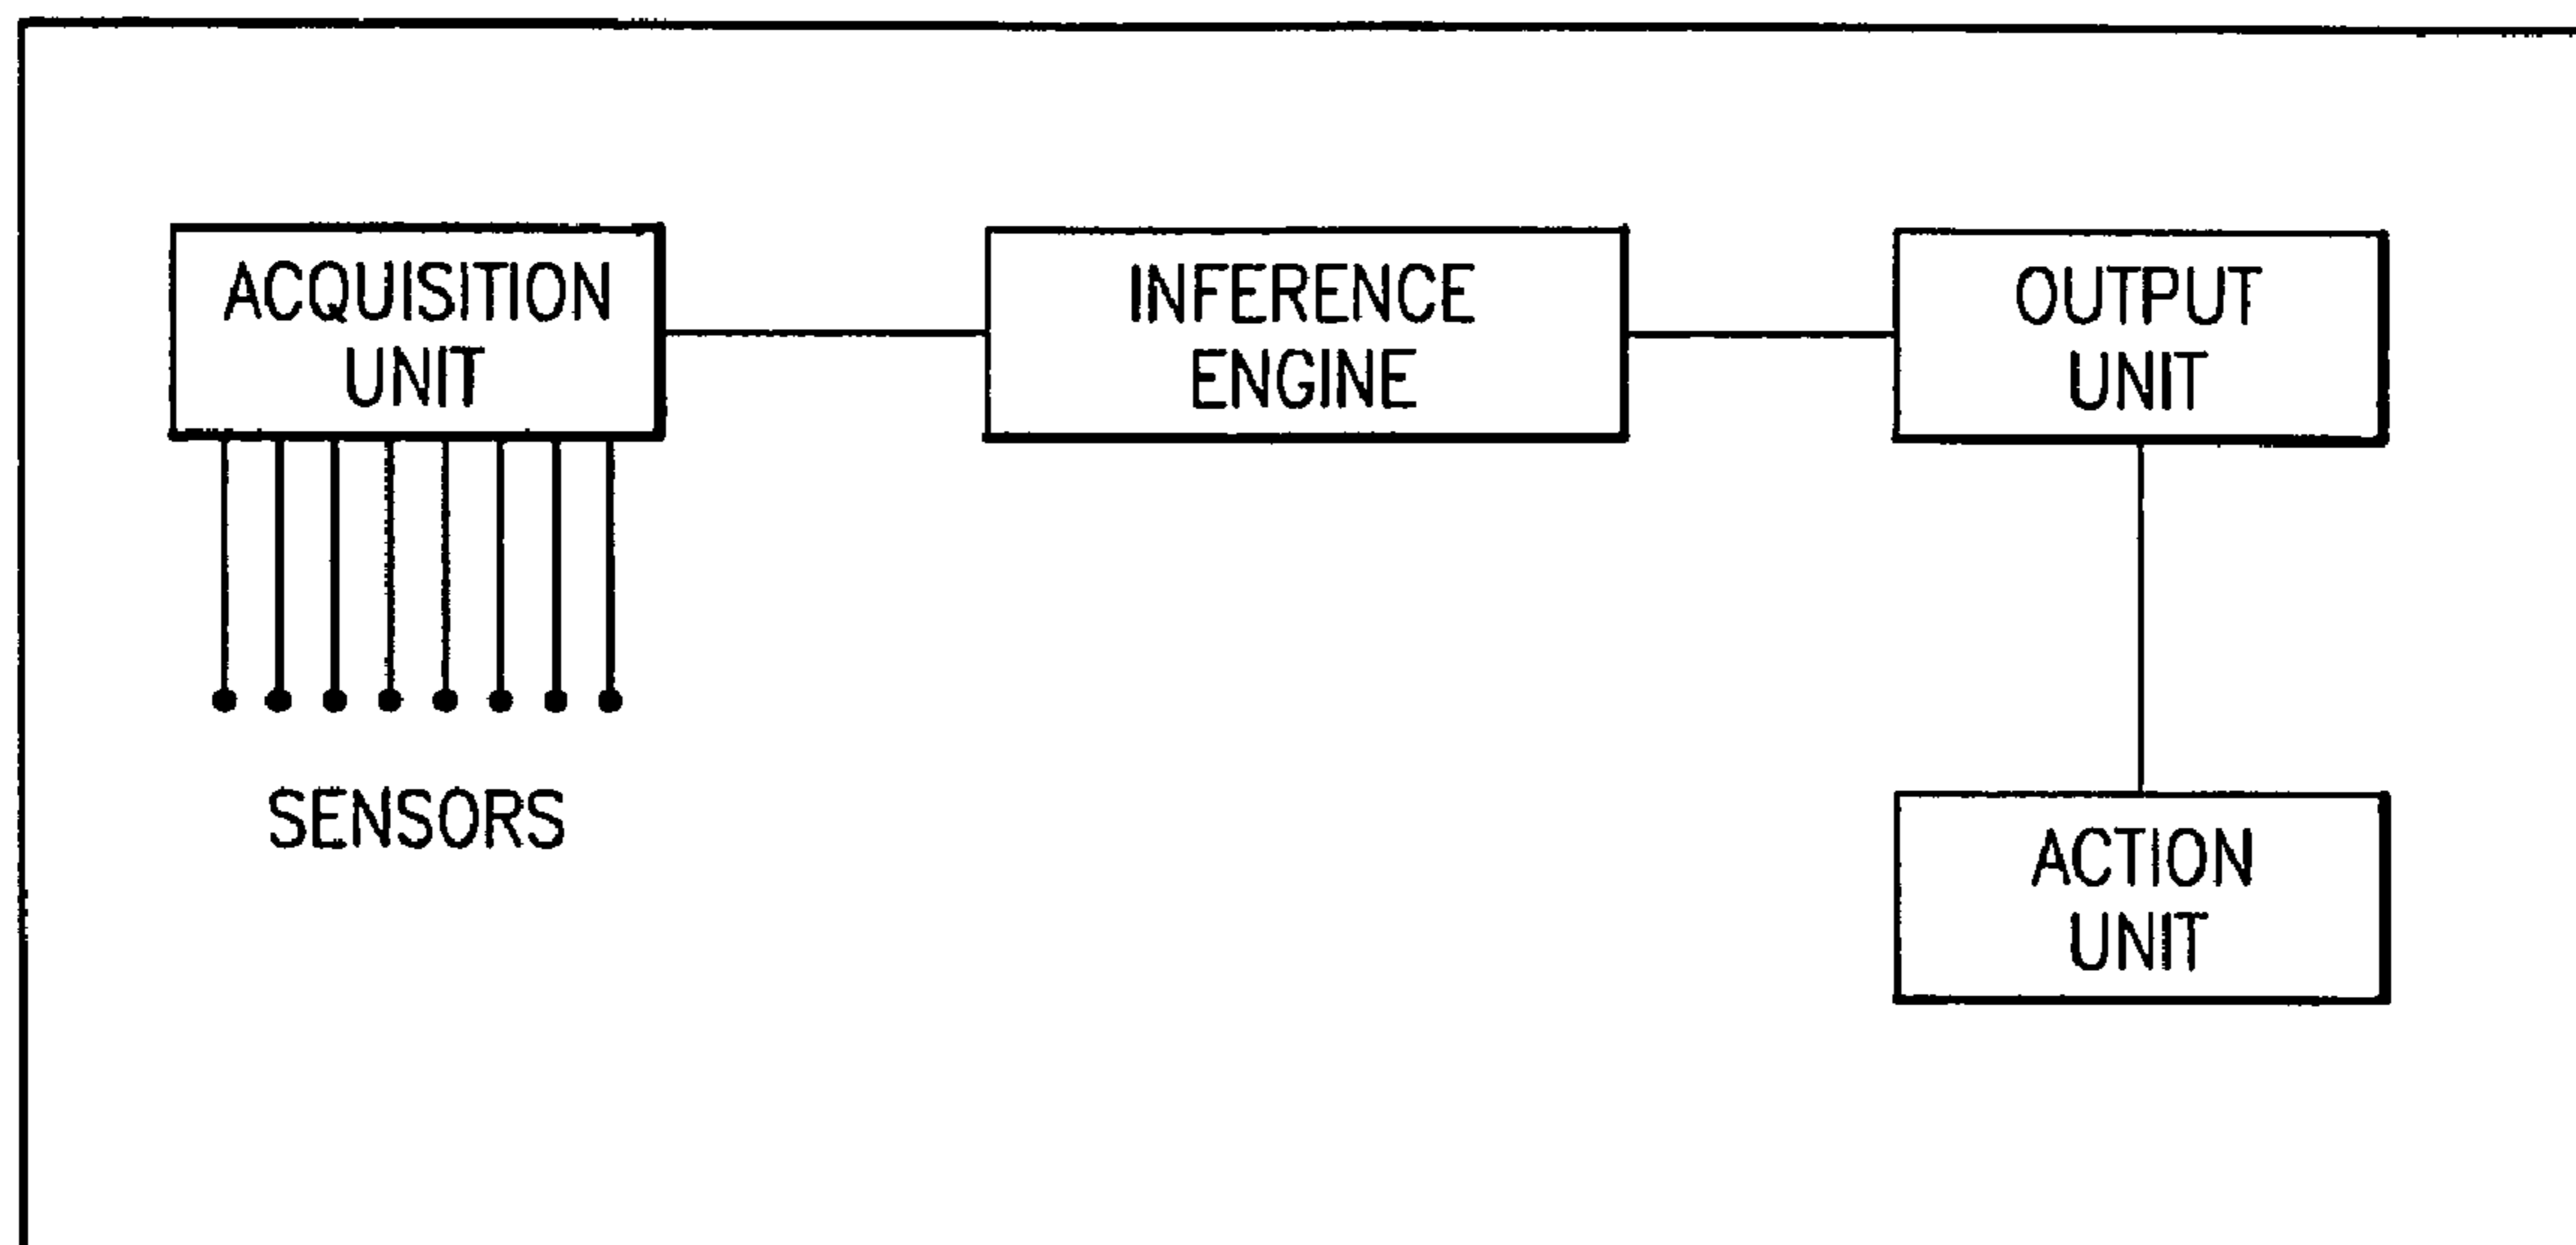 ACQUISITION
UNIT
INFERENCE
ENGINE
OUTPUT
UNIT
SENSORS
ACTION
UNIT